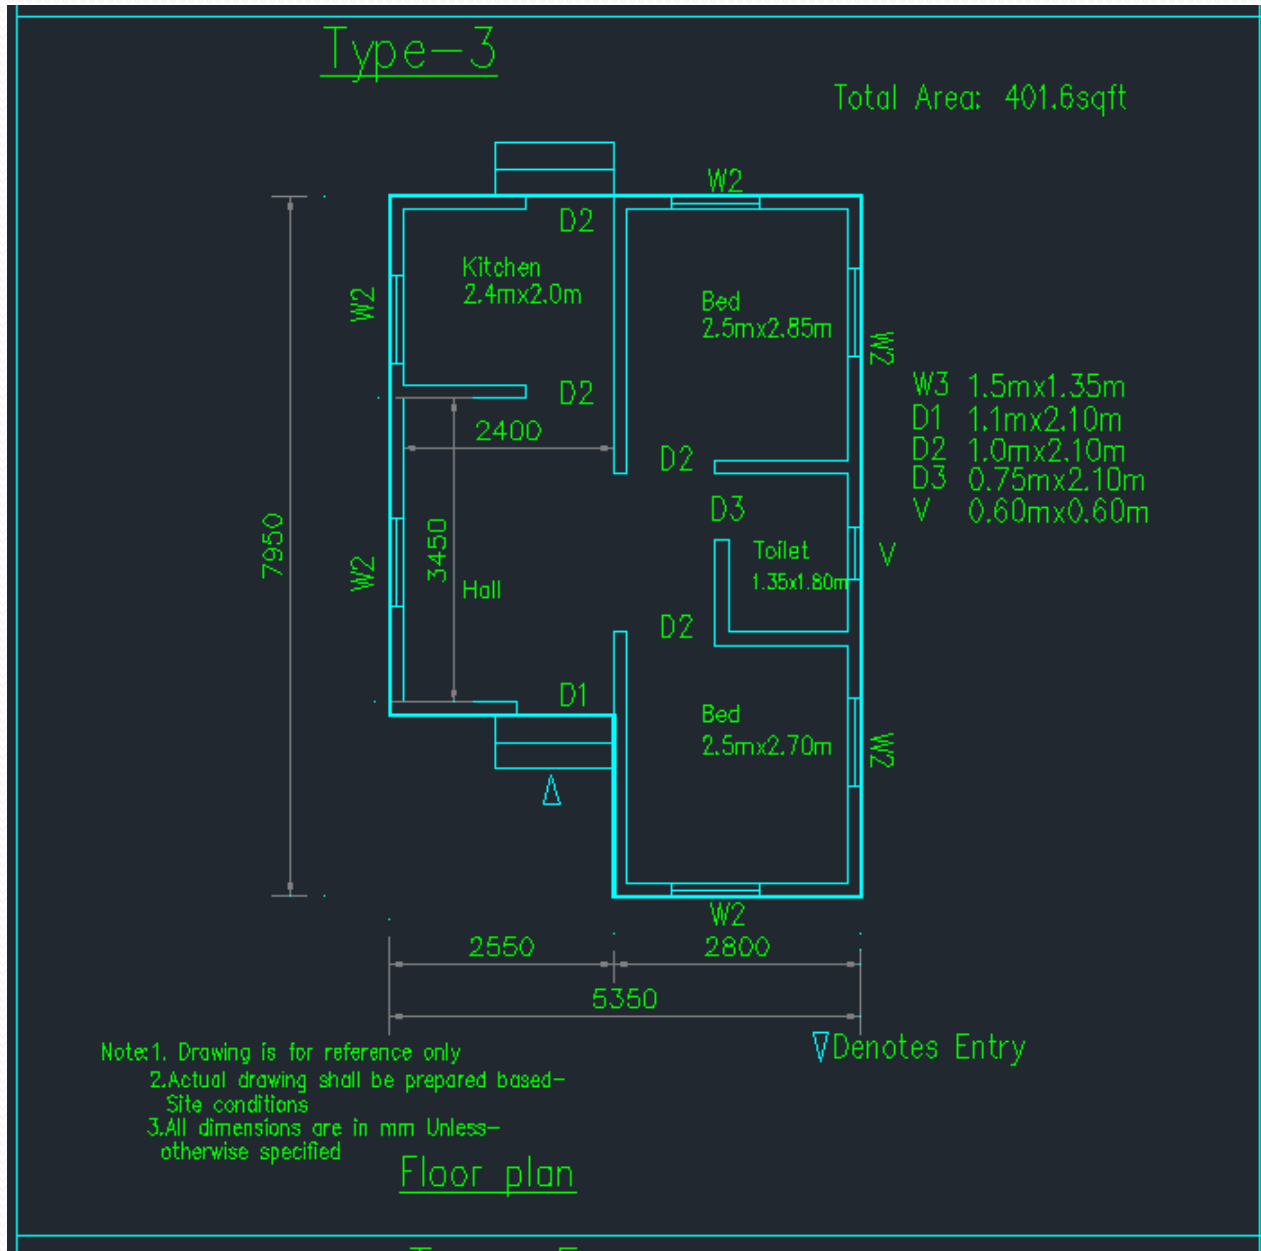 Type-3
Total Area: 401.6sqft
W2
D2
Kitchen
2.4mx2.0m
W2
Bed
2.5mx2.85m
W2
W3 1.5mx1.35m
D1 1.1mx2.10m
D2 1.0mx2.10m
D3 0.75mx2.10m
V 0.60mx0.60m
D2
2400
D2
D3
7950
3450
W2
Hall
Toilet
1.35x1.80m
V
D2
D1
Bed
2.5mx2.70m
W2
W2
2550
2800
5350
Note:1. Drawing is for reference only
2.Actual drawing shall be prepared based-
Site conditions
3.All dimensions are in mm Unless-
otherwise specified
Denotes Entry
Floor plan